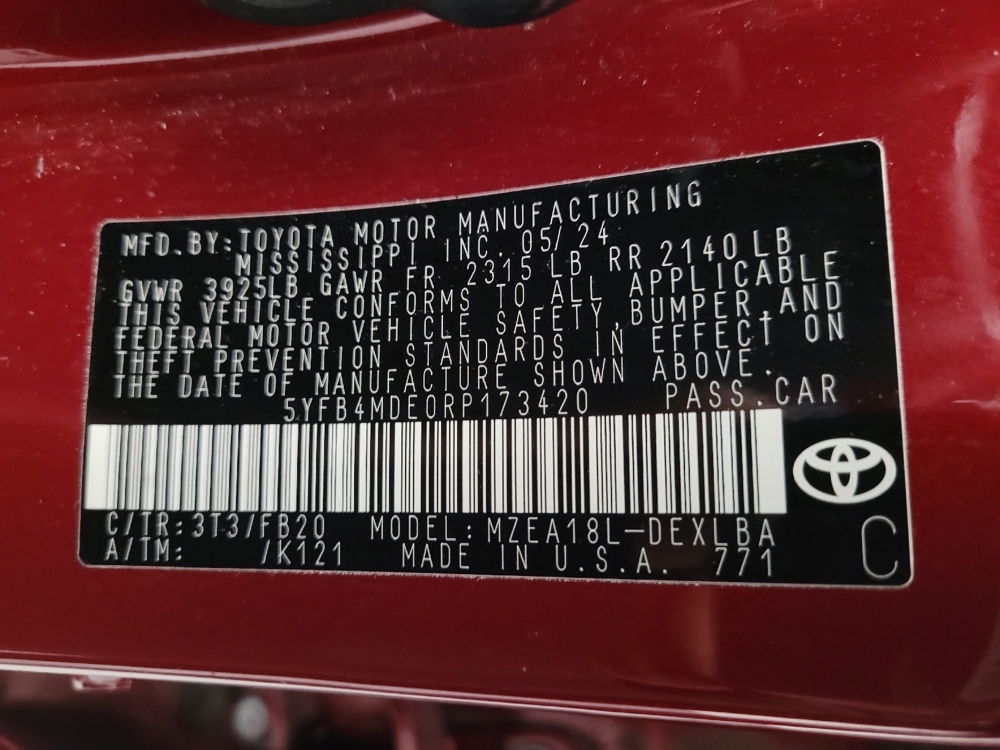 MFD. BY: TOYOTA MOTOR MANUFACTURING
MISSISSIPPI INC. 05/24
GVWR 3925LB GAWR FR 2315 LB RR 2140 LB
THIS VEHICLE CONFORMS TO ALL APPLICABLE
FEDERAL MOTOR VEHICLE SAFETY, BUMPER, AND
THEFT PREVENTION STANDARDS IN EFFECT ON
THE DATE OF MANUFACTURE SHOWN ABOVE.
5YFB4MDE0RP173420 PASS. CAR
C/TR: 3T3/FB20 MODEL: MZEA18L-DEXLBA
A/TM: /K121 MADE IN U.S.A. 771
C